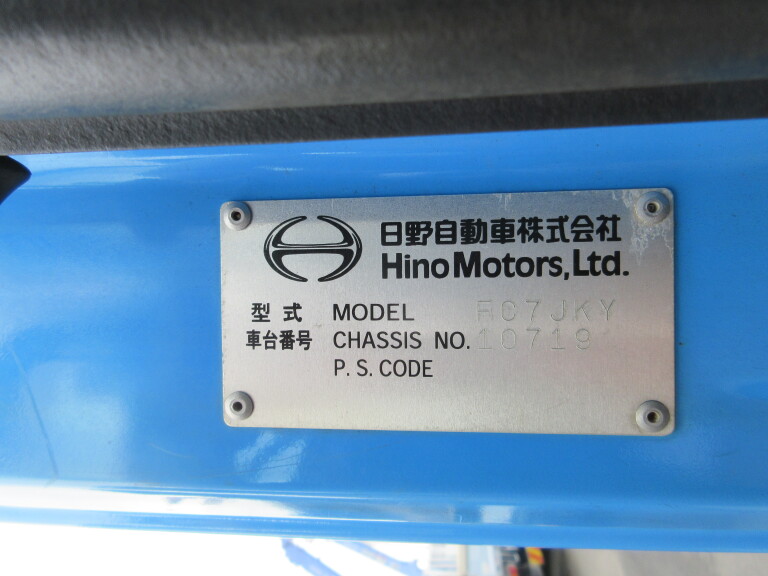 日野自動車株式会社
Hino Motors, Ltd.
型式 MODEL RC7JKY
車台番号 CHASSIS NO. 10719
P. S. CODE